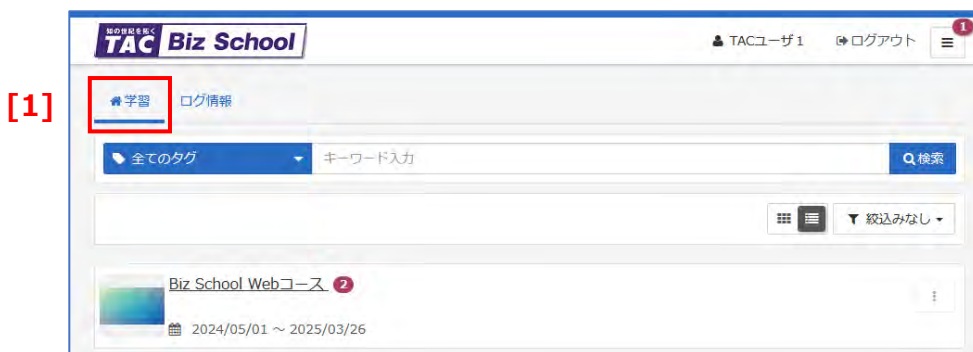 知の世紀を拓く
TAC Biz School
TACユーザ1 ログアウト
1
[1]
学習 ログ情報
全てのタグ キーワード入力 検索
絞込みなし
Biz School Webコース 2
2024/05/01 ～ 2025/03/26